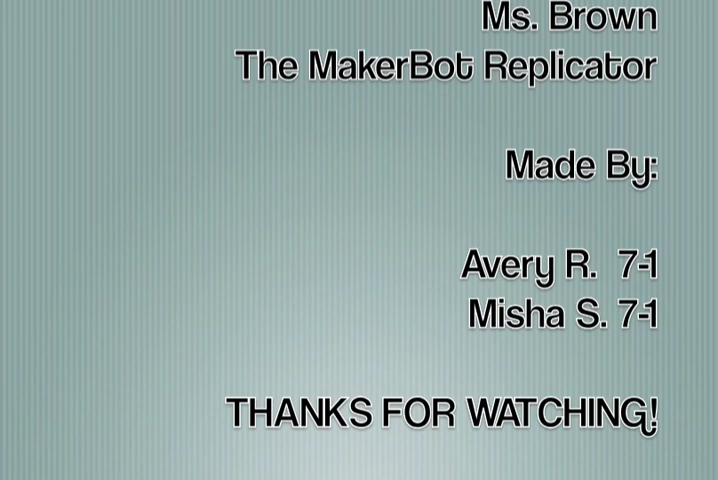 Ms. Brown
The MakerBot Replicator
Made By:
Avery R.  7-1
Misha S. 7-1
THANKS FOR WATCHING!